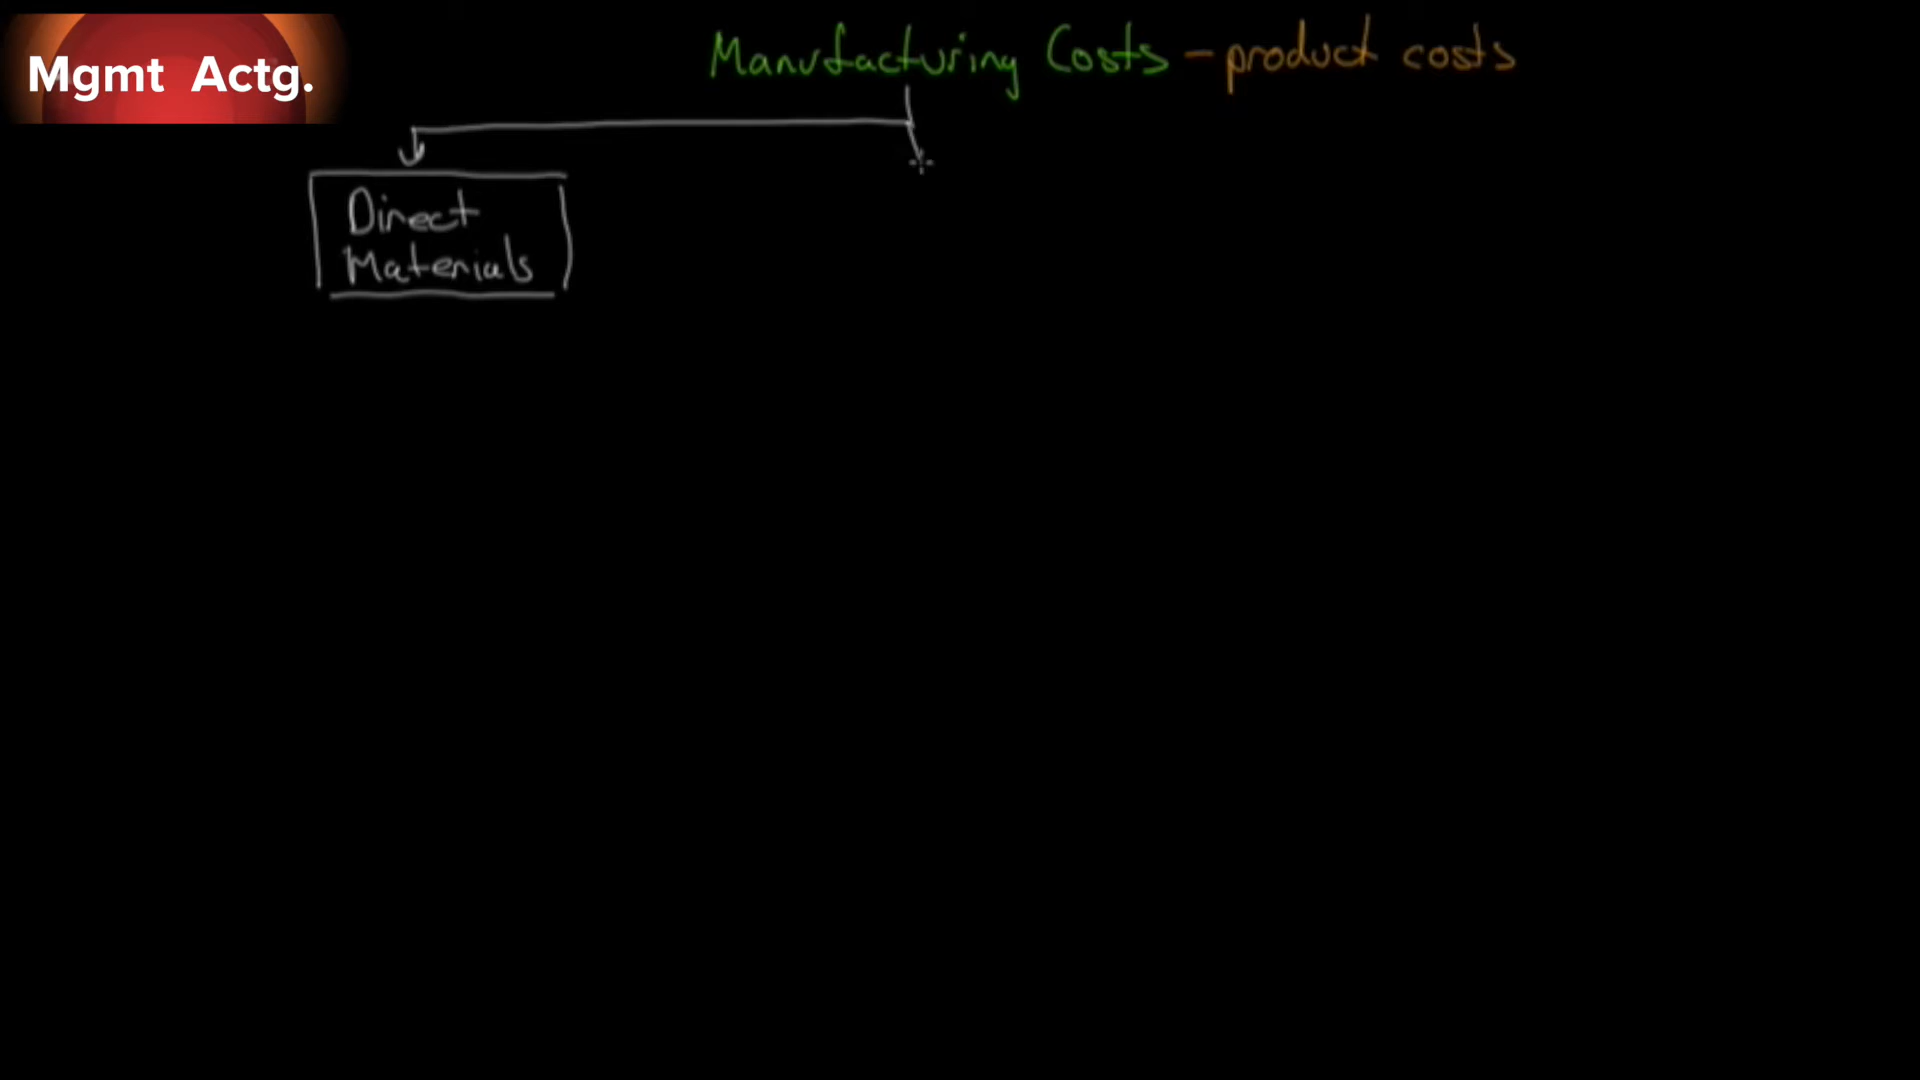 Mgmt Actg.
Manufacturing Costs - product costs
Direct
Materials